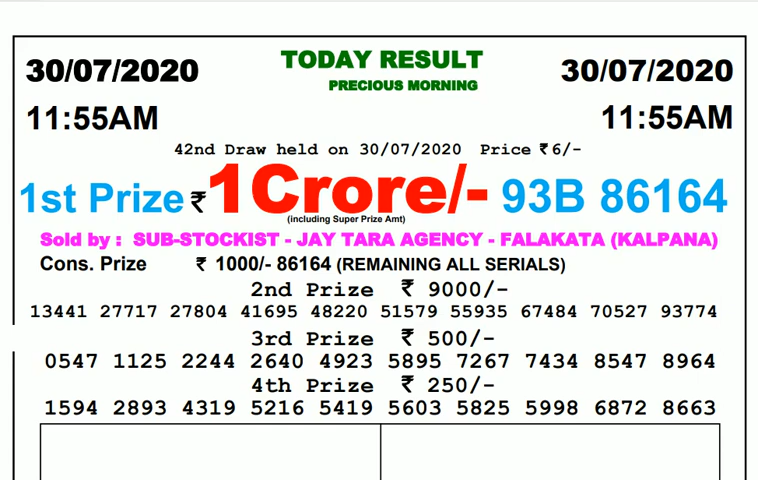 30/07/2020 TODAY RESULT 30/07/2020
PRECIOUS MORNING
11:55AM 11:55AM
42nd Draw held on 30/07/2020 Price ₹6/-
1st Prize ₹1Crore/- 93B 86164
(including Super Prize Amt)
Sold by : SUB-STOCKIST - JAY TARA AGENCY - FALAKATA (KALPANA)
Cons. Prize ₹ 1000/- 86164 (REMAINING ALL SERIALS)
2nd Prize ₹ 9000/-
13441 27717 27804 41695 48220 51579 55935 67484 70527 93774
3rd Prize ₹ 500/-
0547 1125 2244 2640 4923 5895 7267 7434 8547 8964
4th Prize ₹ 250/-
1594 2893 4319 5216 5419 5603 5825 5998 6872 8663